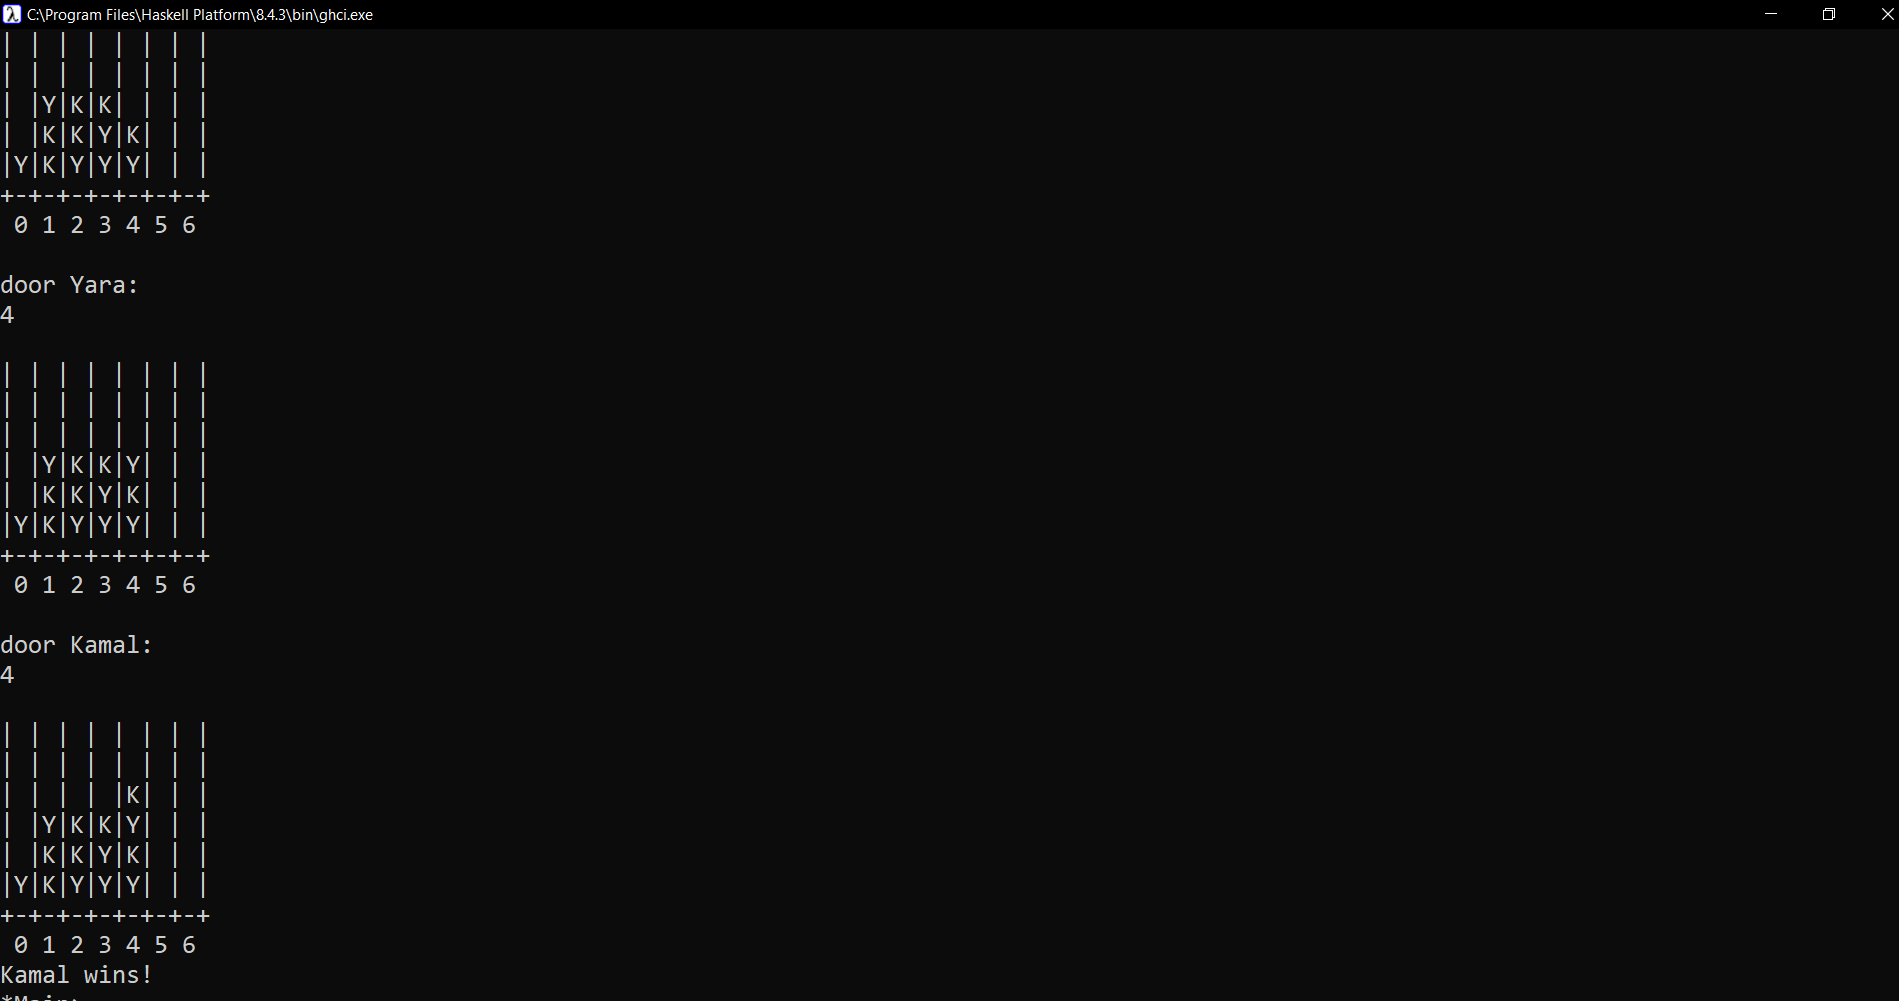 C:\Program Files\Haskell Platform\8.4.3\bin\ghci.exe
| | | | | | | |
| | | | | | | |
| |Y|K|K| | | |
| |K|K|Y|K| | |
|Y|K|Y|Y|Y| | |
+-+-+-+-+-+-+-+
 0 1 2 3 4 5 6
door Yara:
4
| | | | | | | |
| | | | | | | |
| | | | | | | |
| |Y|K|K|Y| | |
| |K|K|Y|K| | |
|Y|K|Y|Y|Y| | |
+-+-+-+-+-+-+-+
 0 1 2 3 4 5 6
door Kamal:
4
| | | | | | | |
| | | | | | | |
| | | | |K| | |
| |Y|K|K|Y| | |
| |K|K|Y|K| | |
|Y|K|Y|Y|Y| | |
+-+-+-+-+-+-+-+
 0 1 2 3 4 5 6
Kamal wins!
*Main>